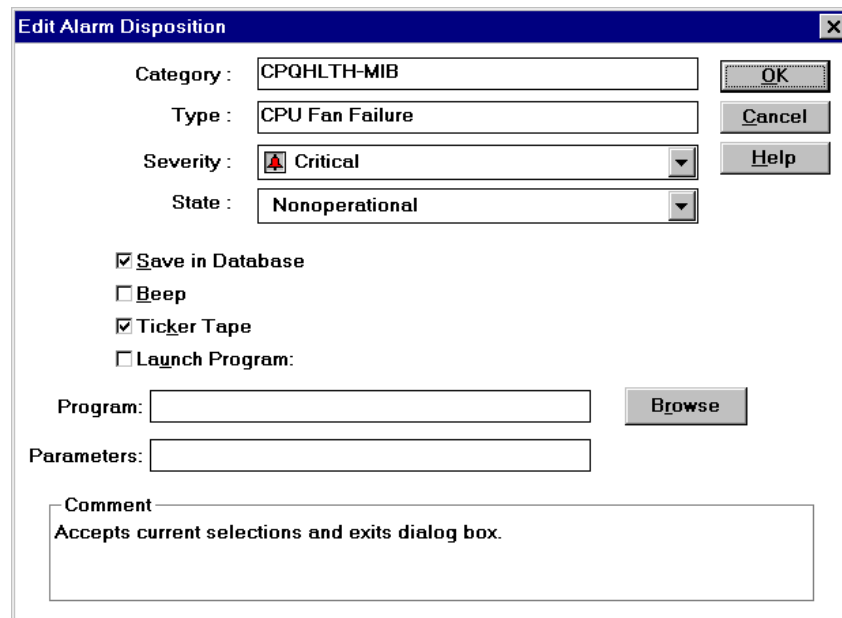 Edit Alarm Disposition
Category : CPQHLTH-MIB OK
Type : CPU Fan Failure Cancel
Severity : Critical Help
State : Nonoperational
Save in Database
Beep
Ticker Tape
Launch Program:
Program: Browse
Parameters:
Comment
Accepts current selections and exits dialog box.